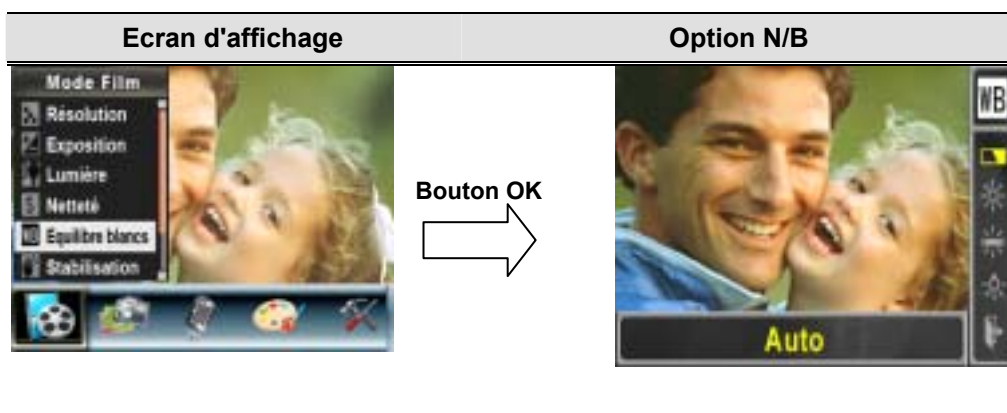 Ecran d'affichage
Option N/B
Mode Film
Résolution
Exposition
Lumière
Netteté
Equilibre blancs
Stabilisation
Bouton OK
WB
Auto